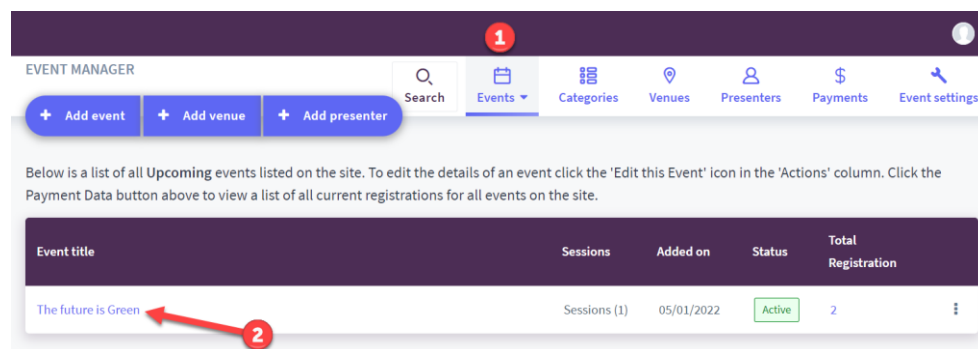 1
EVENT MANAGER
Search
Events
Categories
Venues
Presenters
Payments
Event settings
+ Add event
+ Add venue
+ Add presenter
Below is a list of all Upcoming events listed on the site. To edit the details of an event click the 'Edit this Event' icon in the 'Actions' column. Click the
Payment Data button above to view a list of all current registrations for all events on the site.
Event title Sessions Added on Status Total Registration
The future is Green Sessions (1) 05/01/2022 Active 2
2